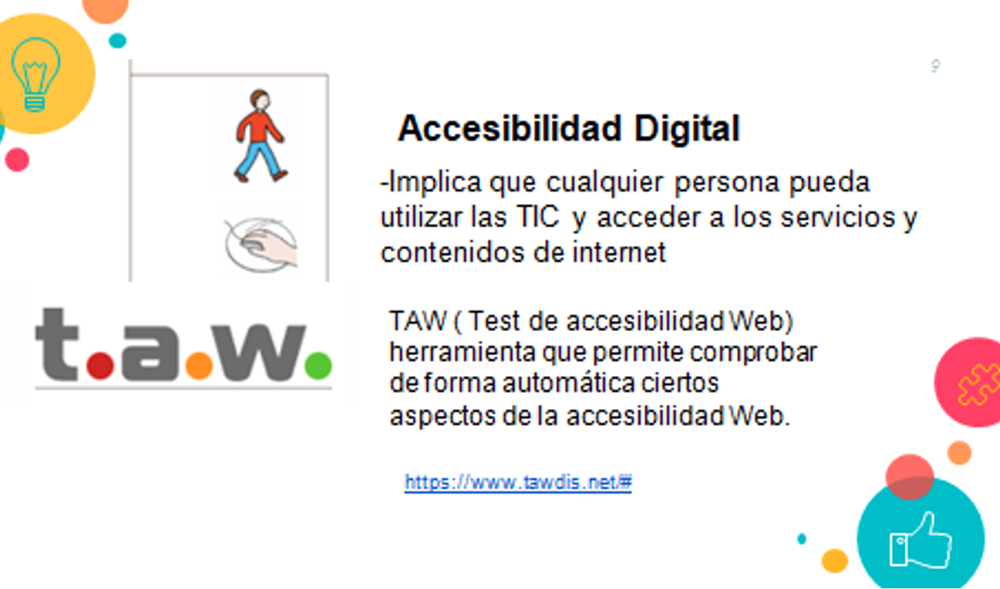 9
Accesibilidad Digital
-Implica que cualquier persona pueda
utilizar las TIC y acceder a los servicios y
contenidos de internet
t.a.w.
TAW ( Test de accesibilidad Web)
herramienta que permite comprobar
de forma automática ciertos
aspectos de la accesibilidad Web.
https://www.tawdis.net/#